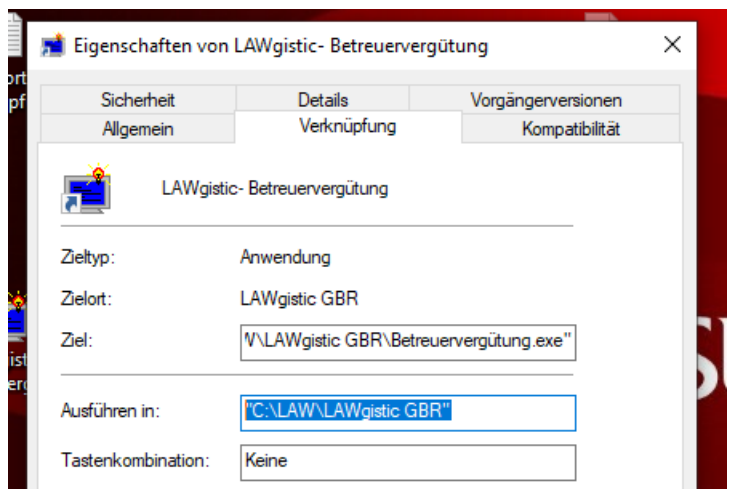 Eigenschaften von LAWgistic- Betreuervergütung
Sicherheit Details Vorgängerversionen
Allgemein Verknüpfung Kompatibilität
LAWgistic- Betreuervergütung
Zieltyp: Anwendung
Zielort: LAWgistic GBR
Ziel: \LAWgistic GBR\Betreuervergütung.exe"
Ausführen in: "C:\LAW\LAWgistic GBR"
Tastenkombination: Keine